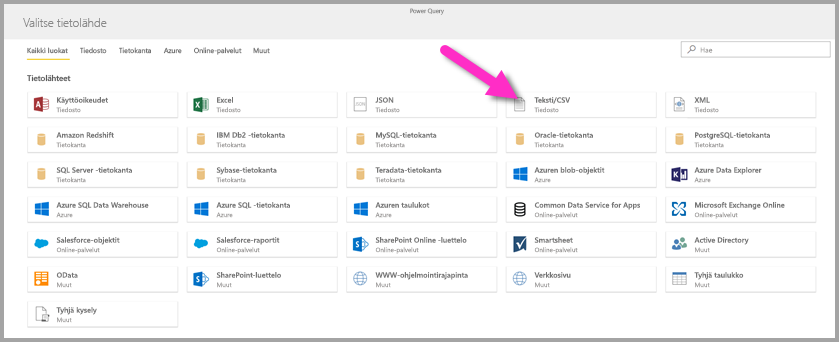 Power Query
Valitse tietolähde
Kaikki luokat Tiedosto Tietokanta Azure Online-palvelut Muut
Hae
Tietolähteet
Käyttöoikeudet
Tiedosto
Excel
Tiedosto
JSON
JSON
Tiedosto
Teksti/CSV
Tiedosto
XML
Tiedosto
Amazon Redshift
Tietokanta
IBM Db2 -tietokanta
Tietokanta
MySQL-tietokanta
Tietokanta
Oracle-tietokanta
Tietokanta
PostgreSQL-tietokanta
Tietokanta
SQL Server -tietokanta
Tietokanta
Sybase-tietokanta
Tietokanta
Teradata-tietokanta
Tietokanta
Azuren blob-objektit
Azure
Azure Data Explorer
Azure
Azure SQL Data Warehouse
Azure
Azure SQL -tietokanta
Azure
Azuren taulukot
Azure
Common Data Service for Apps
Online-palvelut
Microsoft Exchange Online
Online-palvelut
Salesforce-objektit
Online-palvelut
Salesforce-raportit
Online-palvelut
SharePoint Online -luettelo
Online-palvelut
Smartsheet
Online-palvelut
Active Directory
Muut
OData
Muut
SharePoint-luettelo
Muut
WWW-ohjelmointirajapinta
Muut
Verkkosivu
Muut
Tyhjä taulukko
Muut
Tyhjä kysely
Muut